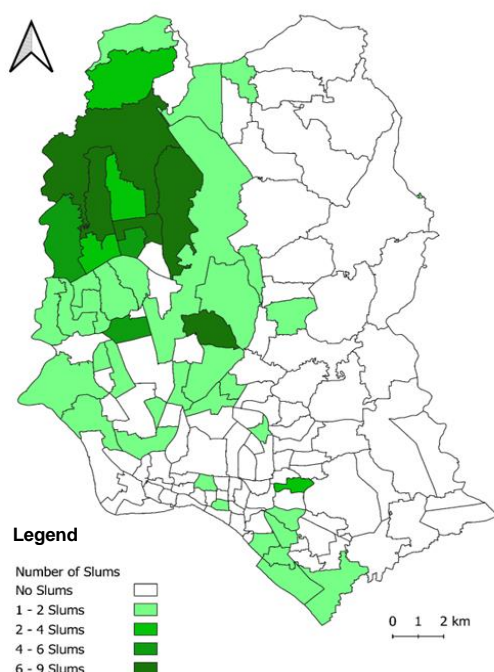 Legend
Number of Slums
No Slums
1 - 2 Slums
2 - 4 Slums
4 - 6 Slums
6 - 9 Slums
0 1 2 km